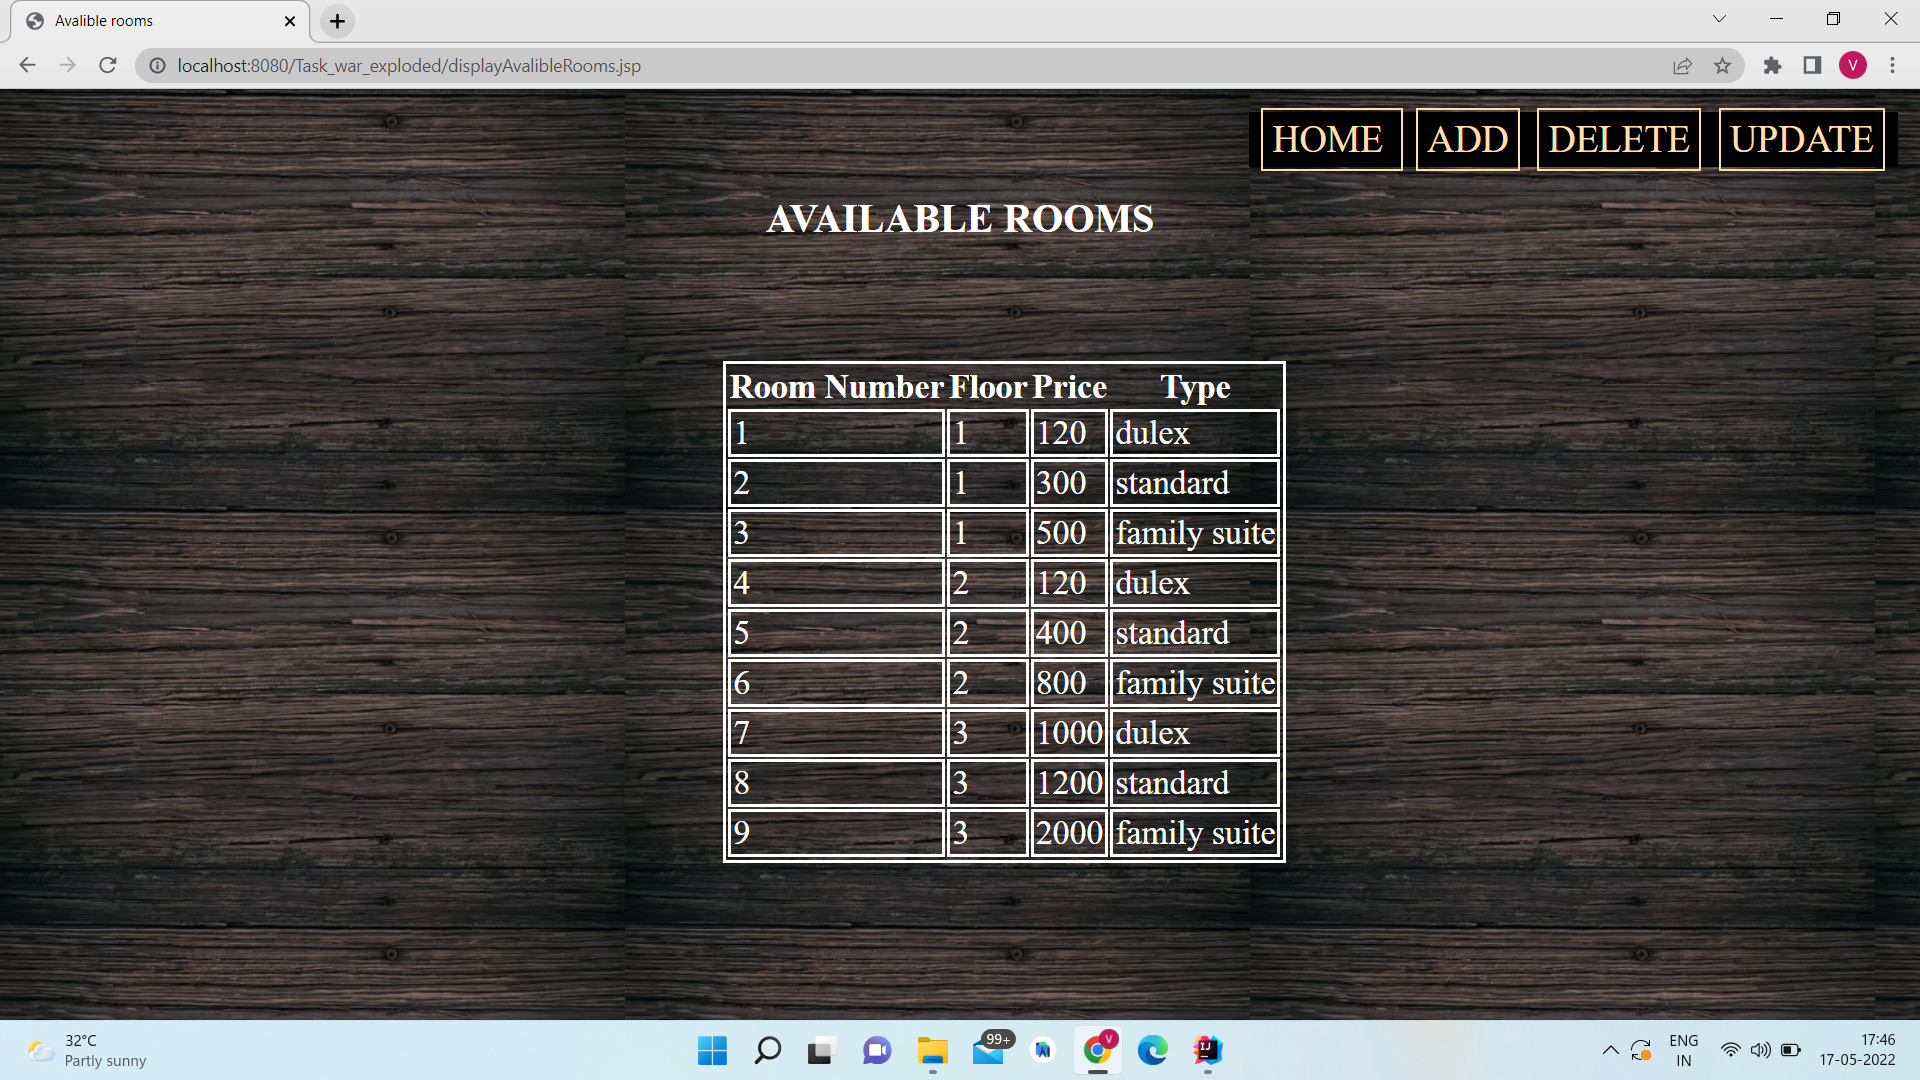 Avalible rooms
localhost:8080/Task_war_exploded/displayAvalibleRooms.jsp
V
HOME ADD DELETE UPDATE
AVAILABLE ROOMS
Room Number Floor Price Type
1 1 120 dulex
2 1 300 standard
3 1 500 family suite
4 2 120 dulex
5 2 400 standard
6 2 800 family suite
7 3 1000 dulex
8 3 1200 standard
9 3 2000 family suite
32°C
Partly sunny
99+
V
IJ
ENG
IN
17:46
17-05-2022